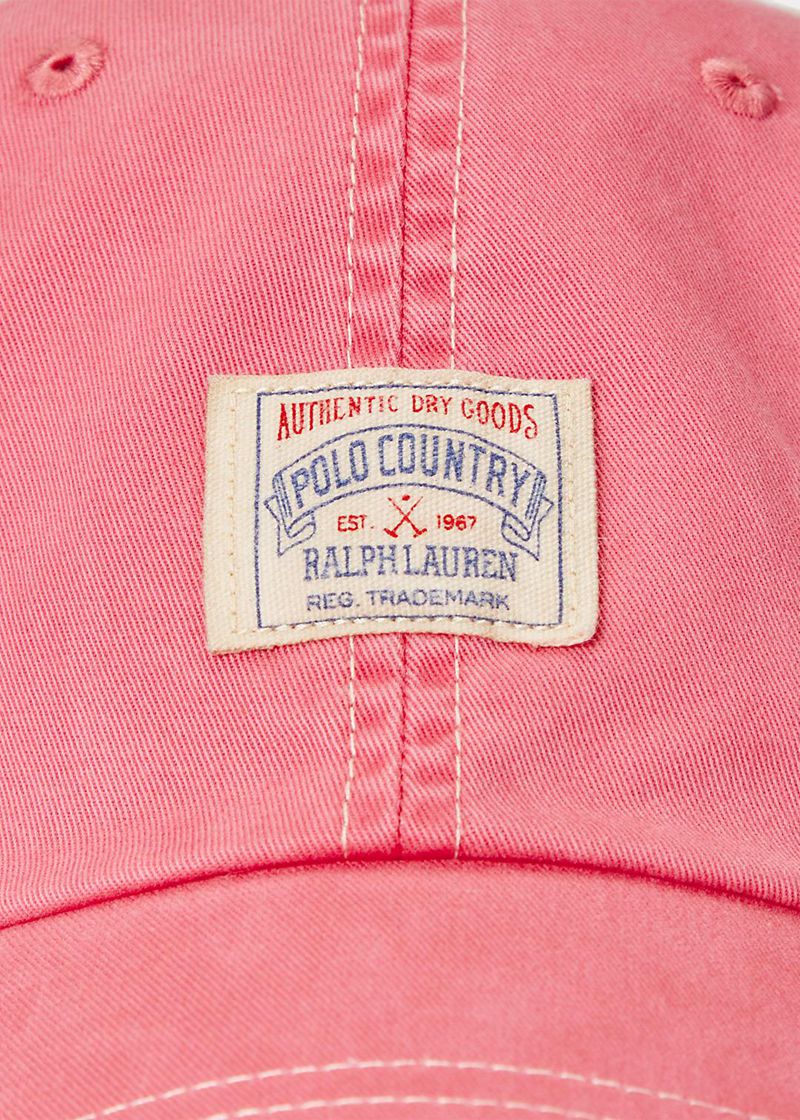 AUTHENTIC DRY GOODS
POLO COUNTRY
EST. 1967
RALPH LAUREN
REG. TRADEMARK